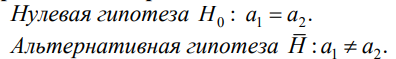 Нулевая гипотеза H₀ : a₁ = a₂.
Альтернативная гипотеза H̅ : a₁ ≠ a₂.